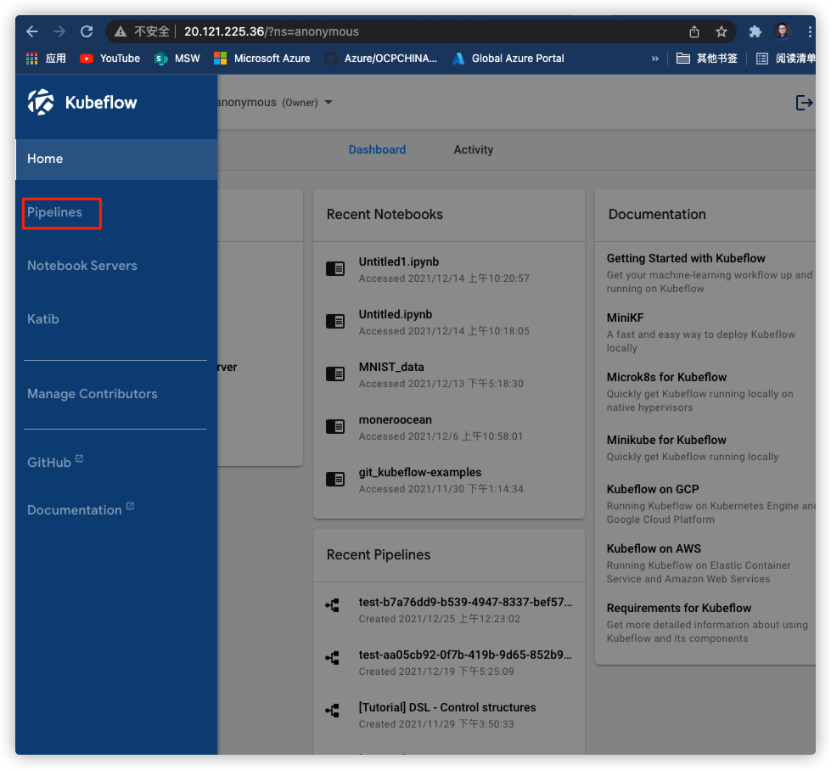 不安全 20.121.225.36/?ns=anonymous
应用 YouTube MSW Microsoft Azure Azure/OCPCHINA... Global Azure Portal » 其他书签 阅读清单
Kubeflow
anonymous (Owner)
Home
Pipelines
Notebook Servers
Katib
Manage Contributors
GitHub
Documentation
Dashboard Activity
rver
Recent Notebooks
Untitled1.ipynb
Accessed 2021/12/14 上午10:20:57
Untitled.ipynb
Accessed 2021/12/14 上午10:18:05
MNIST_data
Accessed 2021/12/13 下午5:18:30
moneroocean
Accessed 2021/12/6 上午10:58:01
git_kubeflow-examples
Accessed 2021/11/30 下午1:14:34
Recent Pipelines
test-b7a76dd9-b539-4947-8337-bef57...
Created 2021/12/25 上午12:23:02
test-aa05cb92-0f7b-419b-9d65-852b9...
Created 2021/12/19 下午5:25:09
[Tutorial] DSL - Control structures
Created 2021/11/29 下午3:50:33
Documentation
Getting Started with Kubeflow
Get your machine-learning workflow up and
running on Kubeflow
MiniKF
A fast and easy way to deploy Kubeflow
locally
Microk8s for Kubeflow
Quickly get Kubeflow running locally on
native hypervisors
Minikube for Kubeflow
Quickly get Kubeflow running locally
Kubeflow on GCP
Running Kubeflow on Kubernetes Engine and
Google Cloud Platform
Kubeflow on AWS
Running Kubeflow on Elastic Container
Service and Amazon Web Services
Requirements for Kubeflow
Get more detailed information about using
Kubeflow and its components